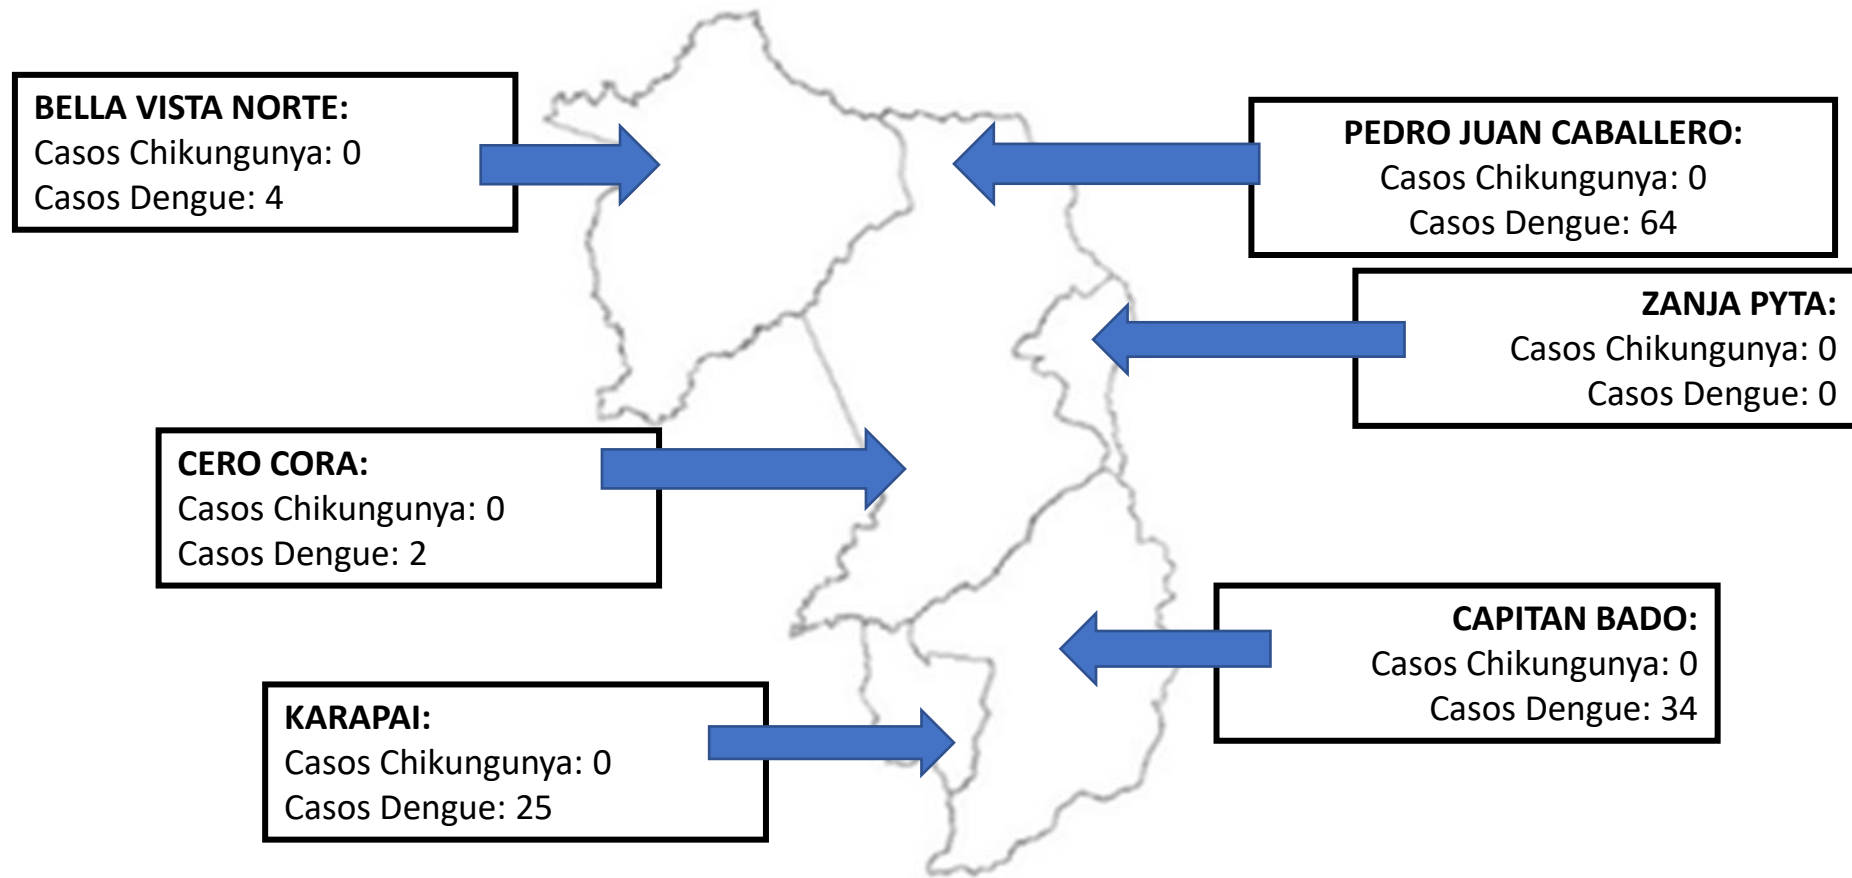 BELLA VISTA NORTE:
Casos Chikungunya: 0
Casos Dengue: 4
PEDRO JUAN CABALLERO:
Casos Chikungunya: 0
Casos Dengue: 64
ZANJA PYTA:
Casos Chikungunya: 0
Casos Dengue: 0
CERO CORA:
Casos Chikungunya: 0
Casos Dengue: 2
CAPITAN BADO:
Casos Chikungunya: 0
Casos Dengue: 34
KARAPAI:
Casos Chikungunya: 0
Casos Dengue: 25